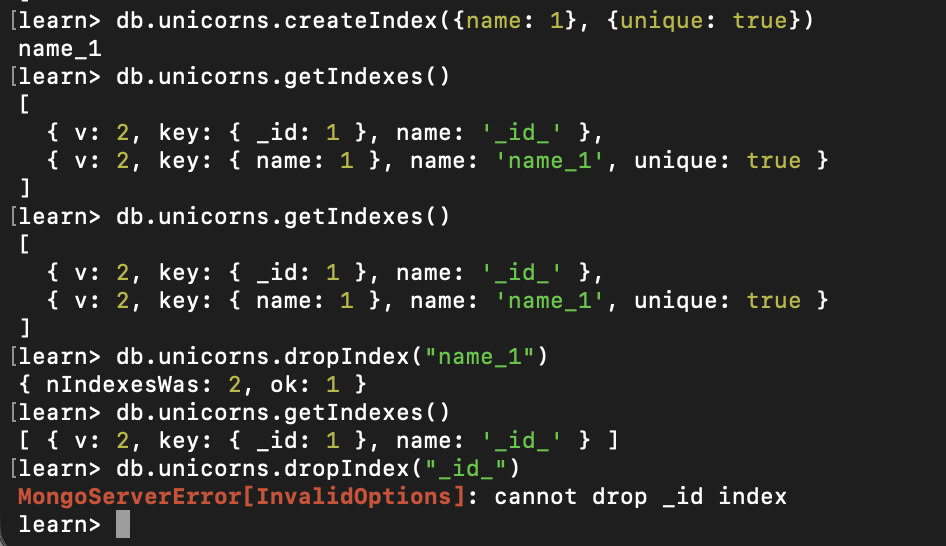 [learn> db.unicorns.createIndex({name: 1}, {unique: true})
name_1
[learn> db.unicorns.getIndexes()
[
  { v: 2, key: { _id: 1 }, name: '_id_' },
  { v: 2, key: { name: 1 }, name: 'name_1', unique: true }
]
[learn> db.unicorns.getIndexes()
[
  { v: 2, key: { _id: 1 }, name: '_id_' },
  { v: 2, key: { name: 1 }, name: 'name_1', unique: true }
]
[learn> db.unicorns.dropIndex("name_1")
{ nIndexesWas: 2, ok: 1 }
[learn> db.unicorns.getIndexes()
[ { v: 2, key: { _id: 1 }, name: '_id_' } ]
[learn> db.unicorns.dropIndex("_id_")
MongoServerError[InvalidOptions]: cannot drop _id index
learn>